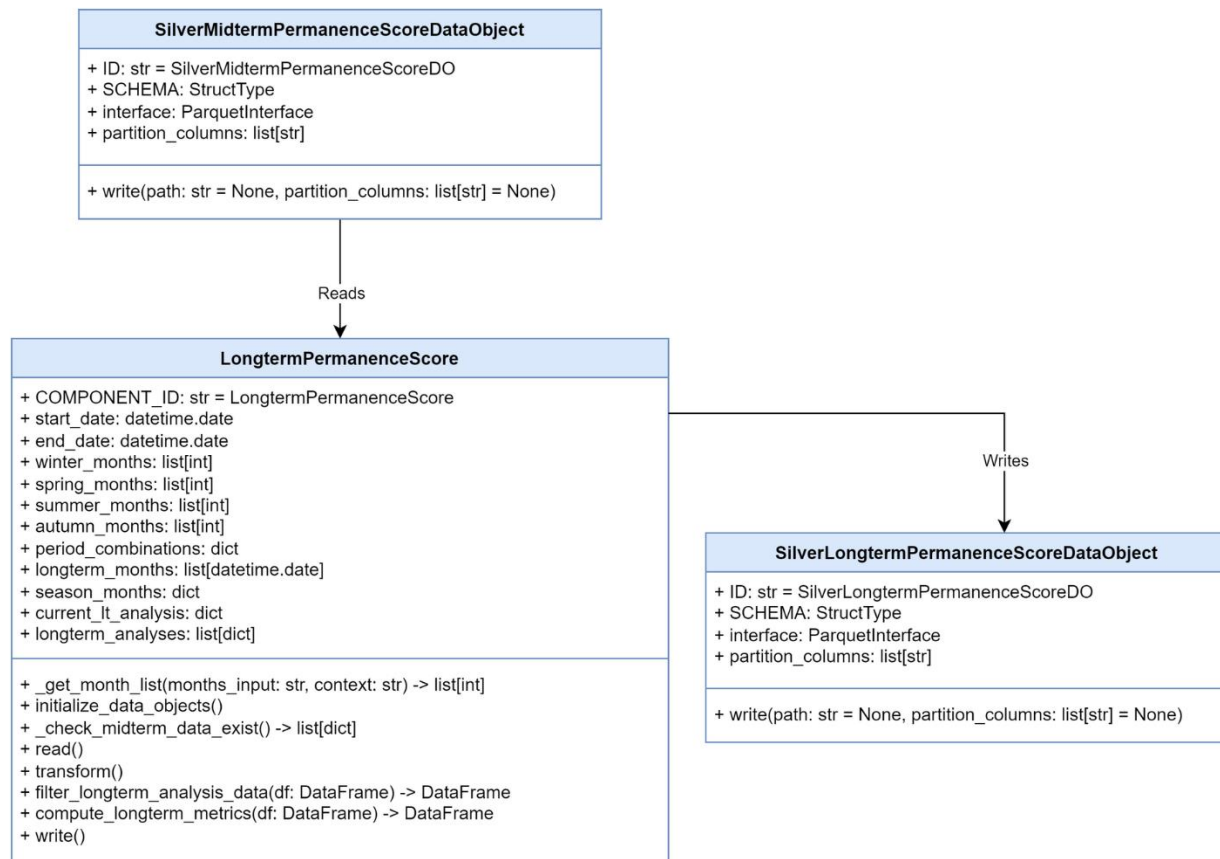 SilverMidtermPermanenceScoreDataObject
+ ID: str = SilverMidtermPermanenceScoreDO
+ SCHEMA: StructType
+ interface: ParquetInterface
+ partition_columns: list[str]
+ write(path: str = None, partition_columns: list[str] = None)
Reads
LongtermPermanenceScore
+ COMPONENT_ID: str = LongtermPermanenceScore
+ start_date: datetime.date
+ end_date: datetime.date
+ winter_months: list[int]
+ spring_months: list[int]
+ summer_months: list[int]
+ autumn_months: list[int]
+ period_combinations: dict
+ longterm_months: list[datetime.date]
+ season_months: dict
+ current_lt_analysis: dict
+ longterm_analyses: list[dict]
+ _get_month_list(months_input: str, context: str) -> list[int]
+ initialize_data_objects()
+ _check_midterm_data_exist() -> list[dict]
+ read()
+ transform()
+ filter_longterm_analysis_data(df: DataFrame) -> DataFrame
+ compute_longterm_metrics(df: DataFrame) -> DataFrame
+ write()
Writes
SilverLongtermPermanenceScoreDataObject
+ ID: str = SilverLongtermPermanenceScoreDO
+ SCHEMA: StructType
+ interface: ParquetInterface
+ partition_columns: list[str]
+ write(path: str = None, partition_columns: list[str] = None)